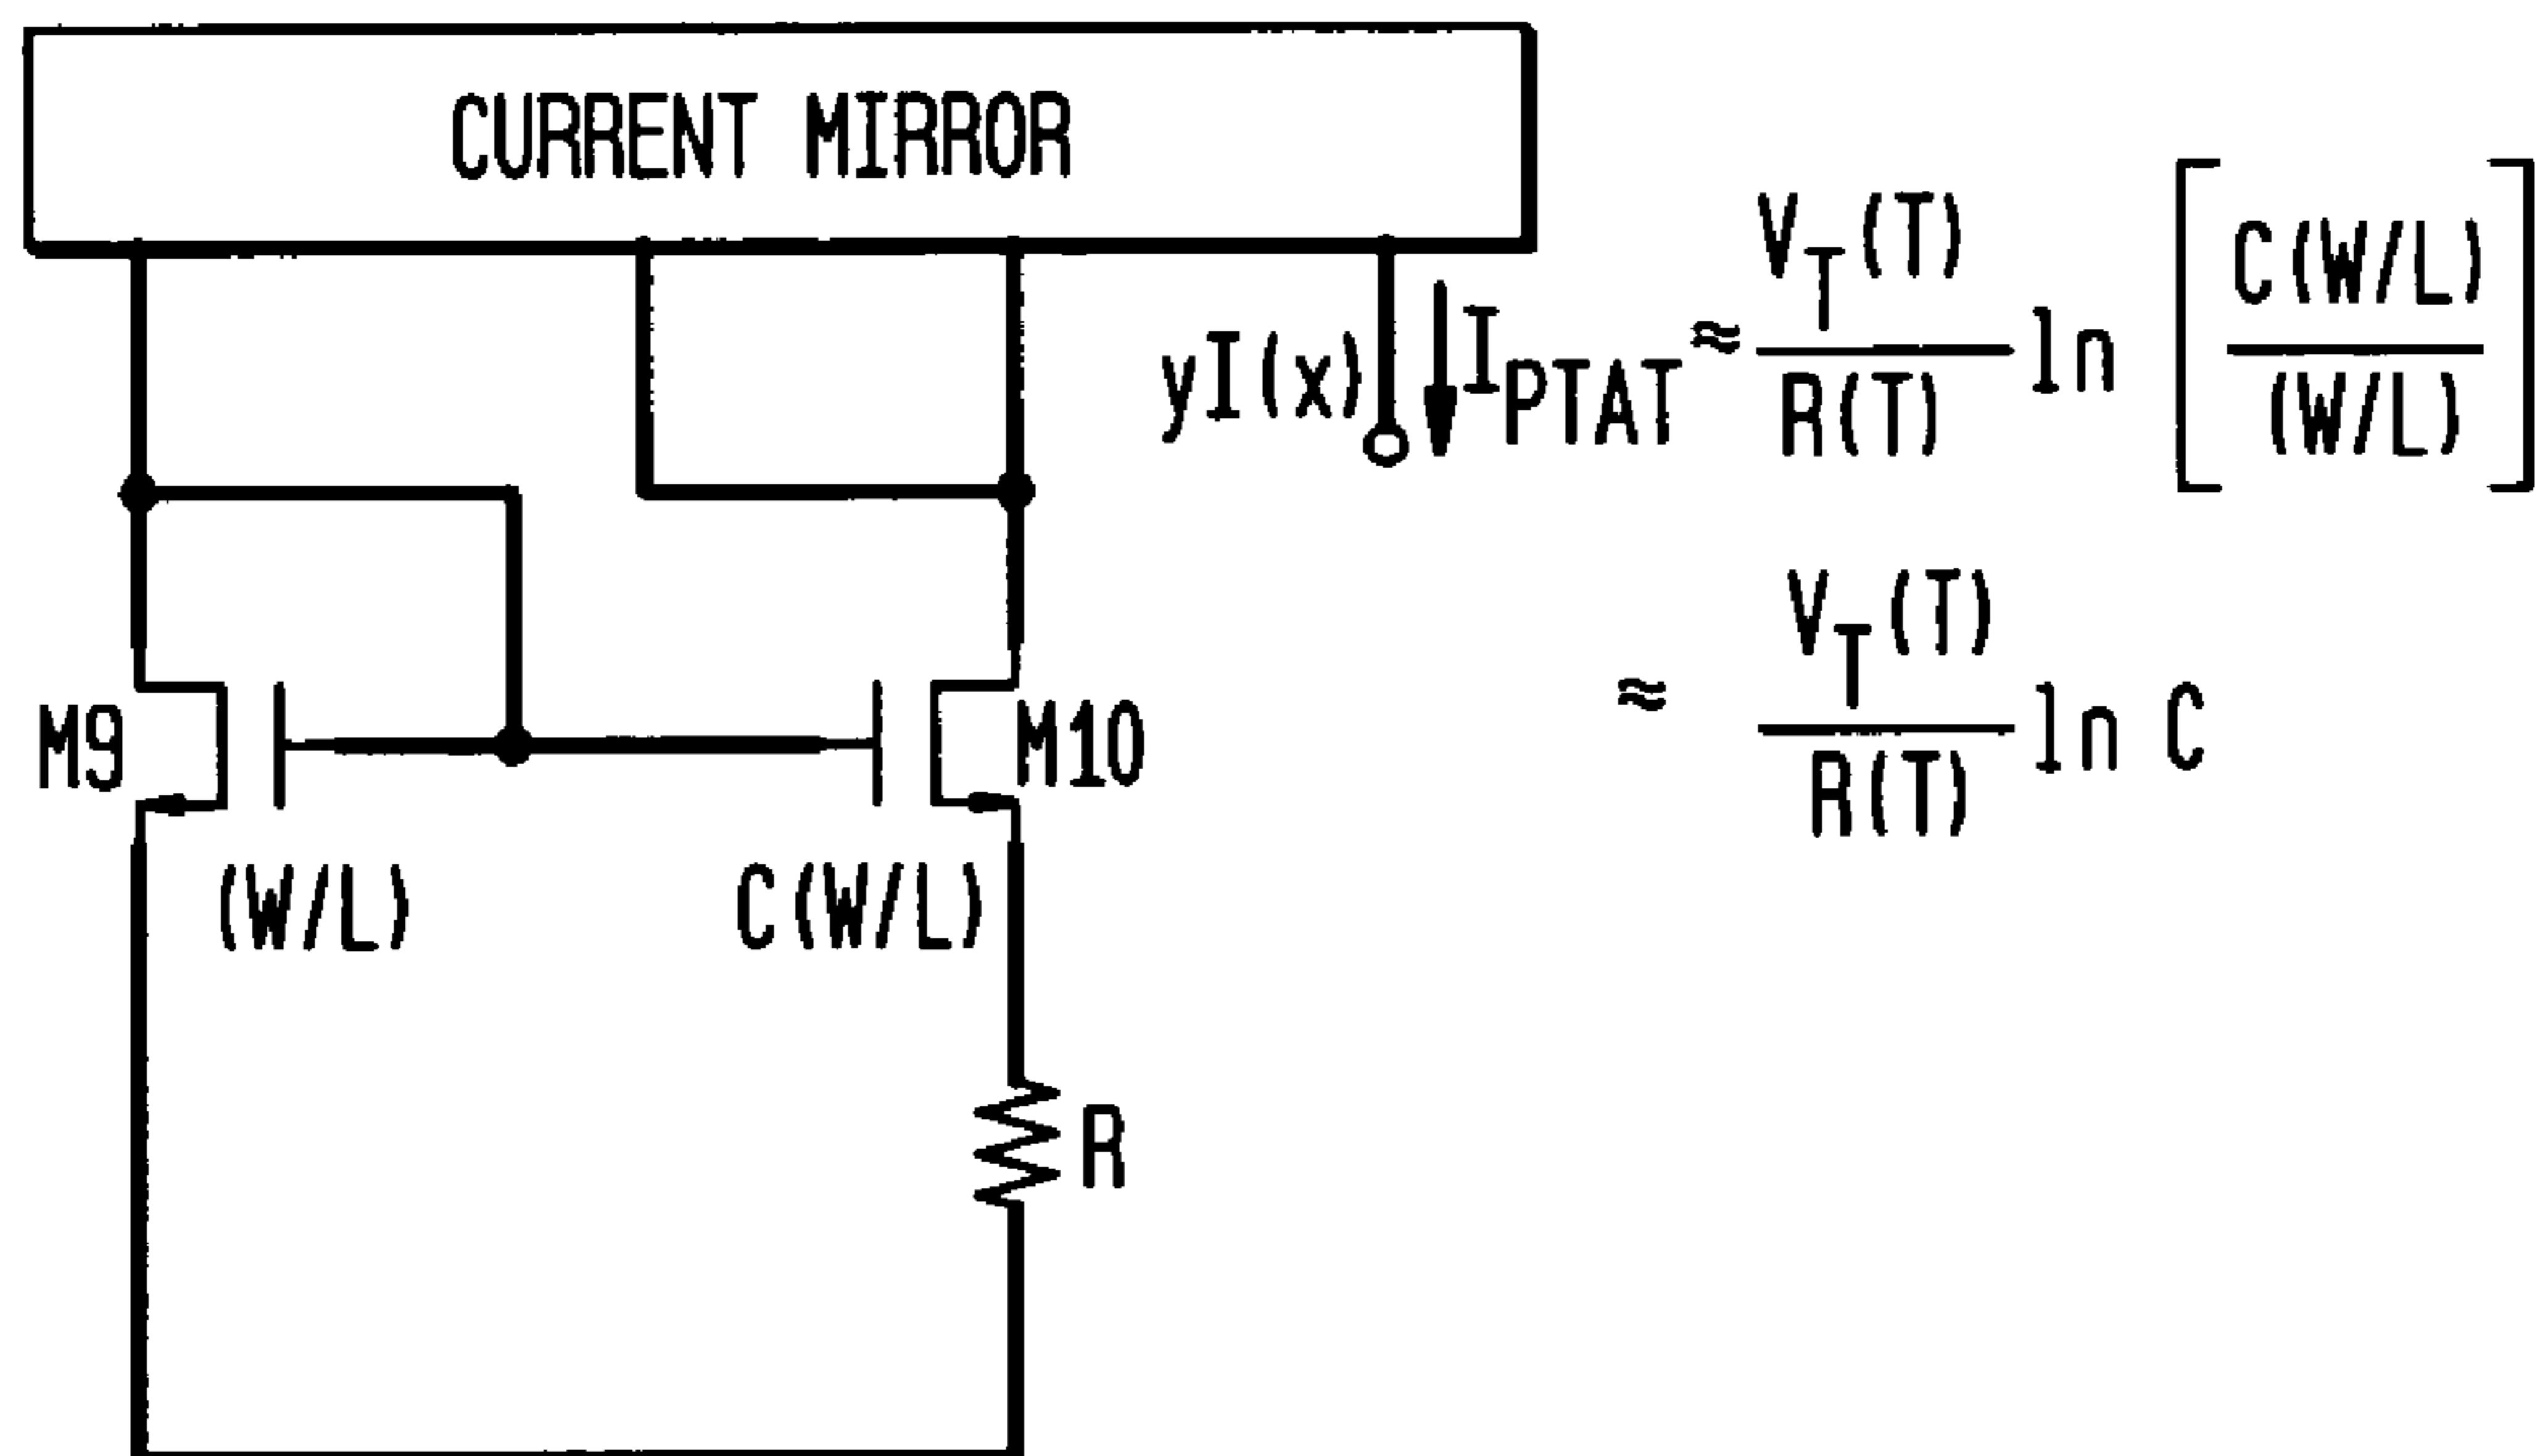 CURRENT MIRROR
yI(x)
I_PTAT ≈ V_T(T) / R(T) ln [C(W/L) / (W/L)]
≈ V_T(T) / R(T) ln C
M9
M10
(W/L)
C(W/L)
R